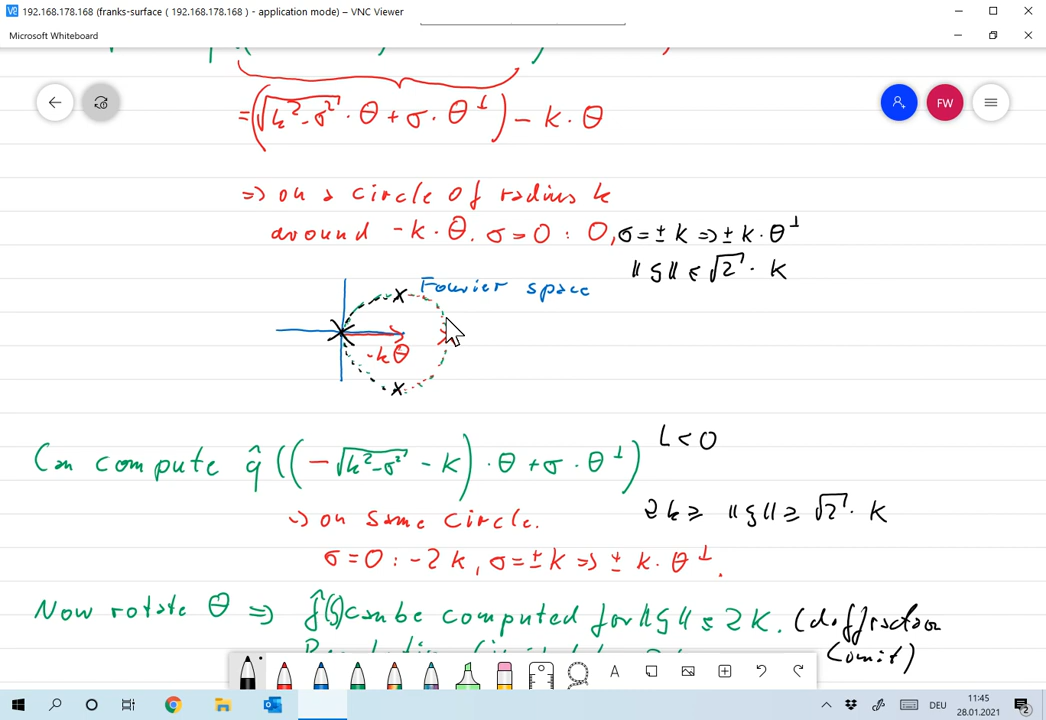 192.168.178.168 (franks-surface ( 192.168.178.168 ) - application mode) – VNC Viewer
Microsoft Whiteboard
FW
= (√(k²-σ²) · θ + σ · θ⊥) - k · θ
=> on a circle of radius k
around -k · θ. σ=0 : 0, σ=±k => ±k · θ⊥
‖ξ‖ ≤ √2 · k
Fourier space
-kθ
L < 0
Can compute q̂((-√(k²-σ²) - k) · θ + σ · θ⊥)
2k ≥ ‖ξ‖ ≥ √2 · k
-> on same circle.
σ=0 : -2k, σ=±k => ±k · θ⊥.
Now rotate θ => f̂(ξ) can be computed for ‖ξ‖ ≤ 2k. (diffraction
limit)
A
DEU
11:45
28.01.2021
2